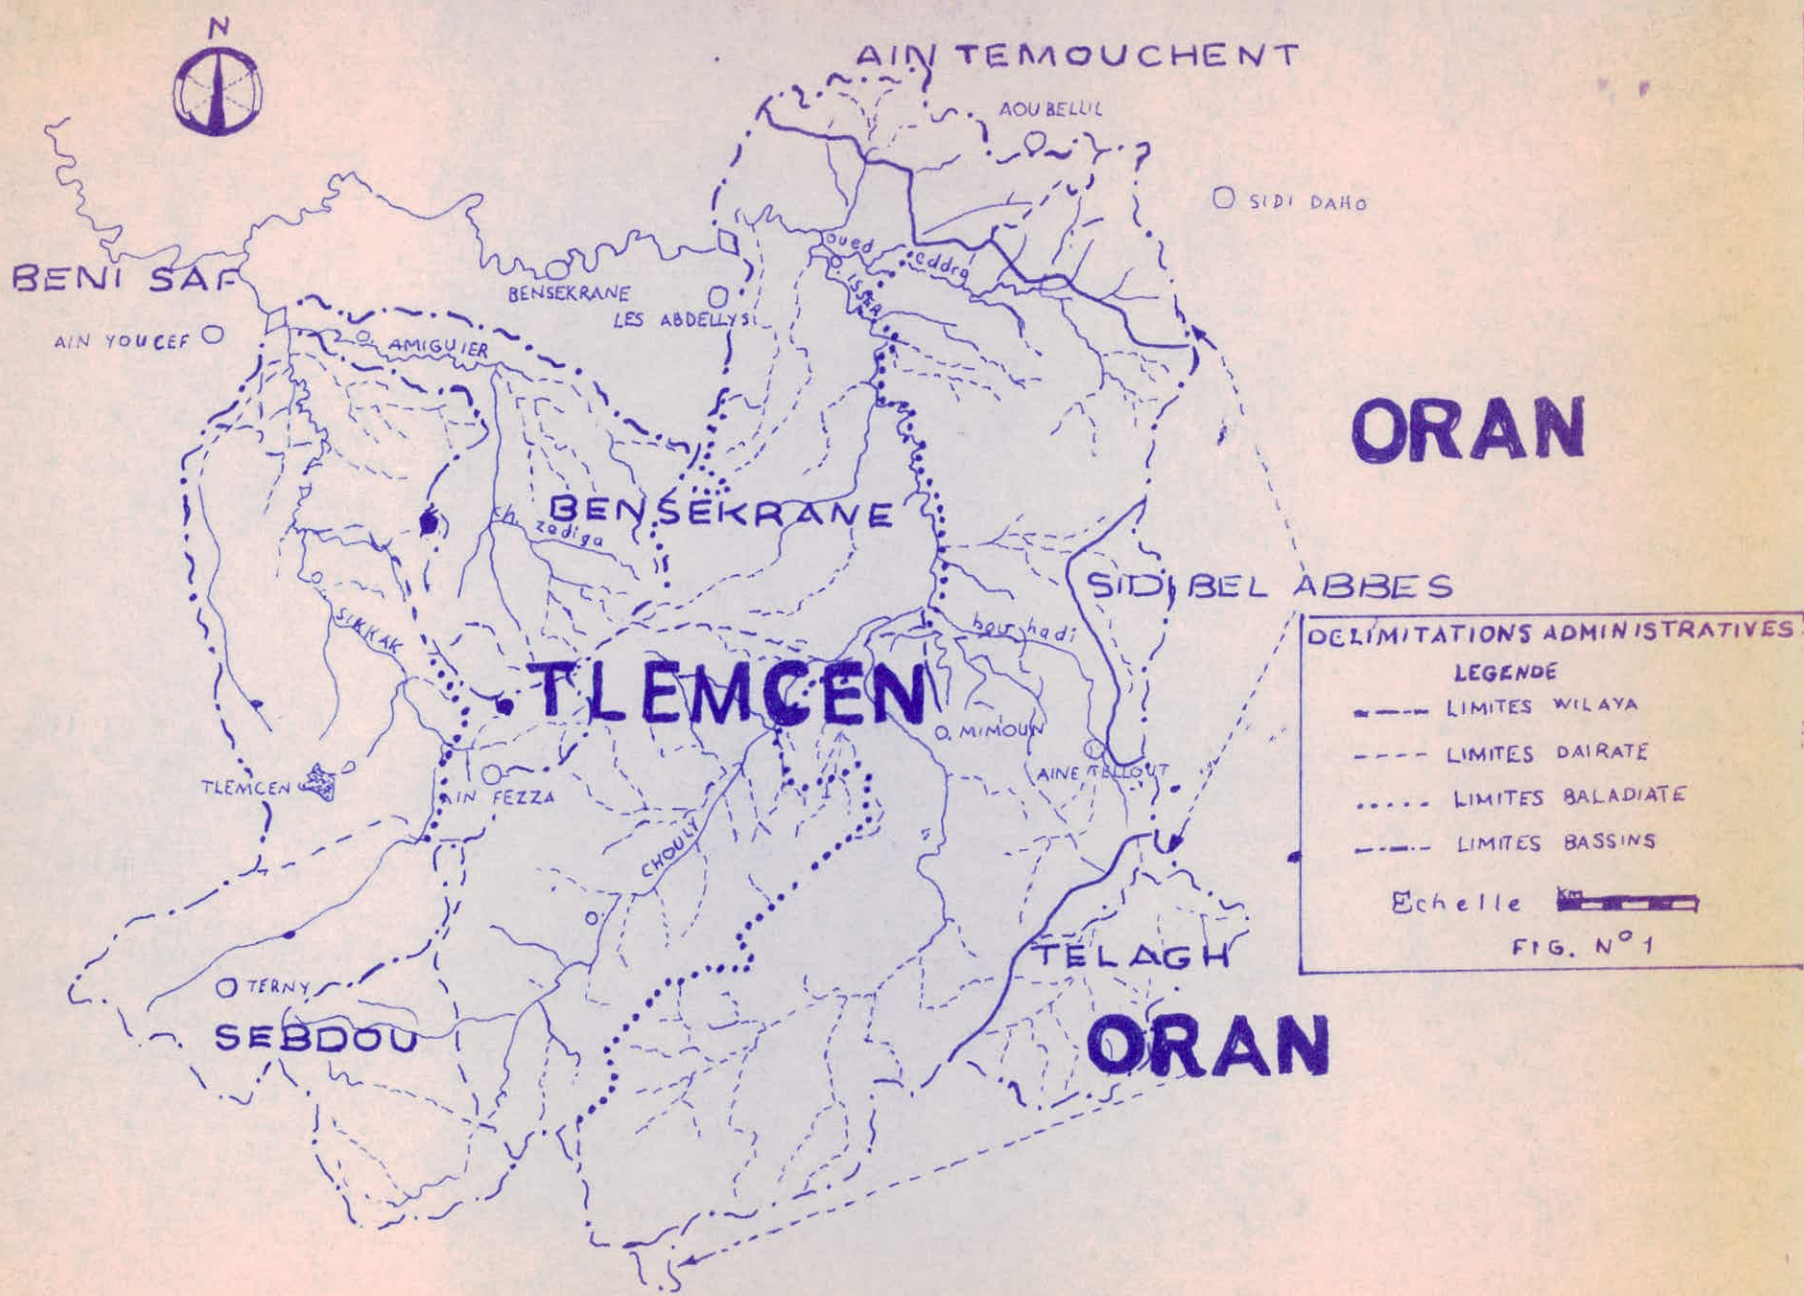 N
AIN TEMOUCHENT
AOUBELLIL
SIDI DAHO
oued
eddra
ISSER
BENI SAF
BENSEKRANE
LES ABDELLYS
AIN YOUCEF
O. AMIGUIER
ORAN
BENSEKRANE
ch. zadiga
SIDI BEL ABBES
SIKKAK
bou hadi
DELIMITATIONS ADMINISTRATIVES
LEGENDE
LIMITES WILAYA
LIMITES DAIRATE
LIMITES BALADIATE
LIMITES BASSINS
Echelle Km
FIG. N° 1
TLEMCEN
O. MIMOUN
AINE TELLOUT
TLEMCEN
AIN FEZZA
CHOULY
TELAGH
TERNY
SEBDOU
ORAN